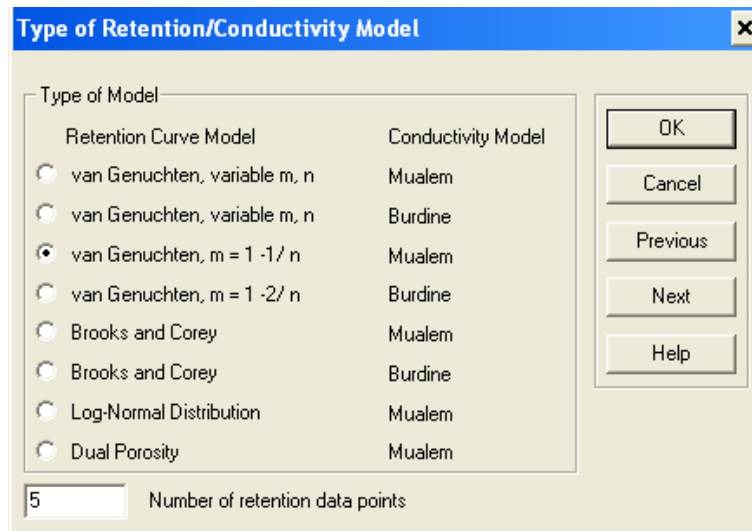 Type of Retention/Conductivity Model
Type of Model
Retention Curve Model Conductivity Model
van Genuchten, variable m, n Mualem
van Genuchten, variable m, n Burdine
van Genuchten, m = 1 -1/ n Mualem
van Genuchten, m = 1 -2/ n Burdine
Brooks and Corey Mualem
Brooks and Corey Burdine
Log-Normal Distribution Mualem
Dual Porosity Mualem
5 Number of retention data points
OK
Cancel
Previous
Next
Help